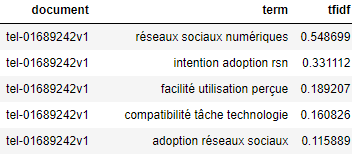 document term tfidf
tel-01689242v1 réseaux sociaux numériques 0.548699
tel-01689242v1 intention adoption rsn 0.331112
tel-01689242v1 facilité utilisation perçue 0.189207
tel-01689242v1 compatibilité tâche technologie 0.160826
tel-01689242v1 adoption réseaux sociaux 0.115889